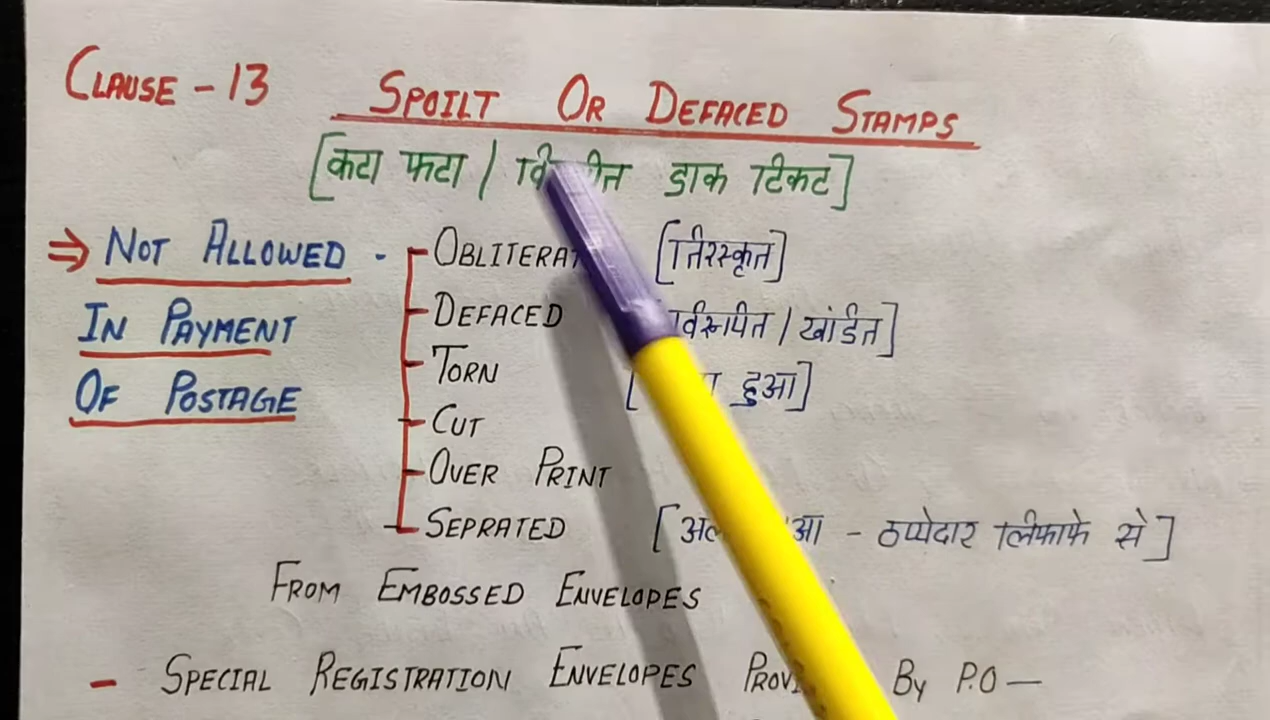 CLAUSE - 13 SPOILT OR DEFACED STAMPS
[कटा फटा / डाक टिकट]
⇒ NOT ALLOWED - OBLITERAT [तिरस्कृत]
IN PAYMENT DEFACED विरूपित / खंडित]
OF POSTAGE TORN [ हुआ]
CUT
OVER PRINT
SEPRATED [ - ठप्पेदार लिफाफे से]
FROM EMBOSSED ENVELOPES
- SPECIAL REGISTRATION ENVELOPES BY P.O —